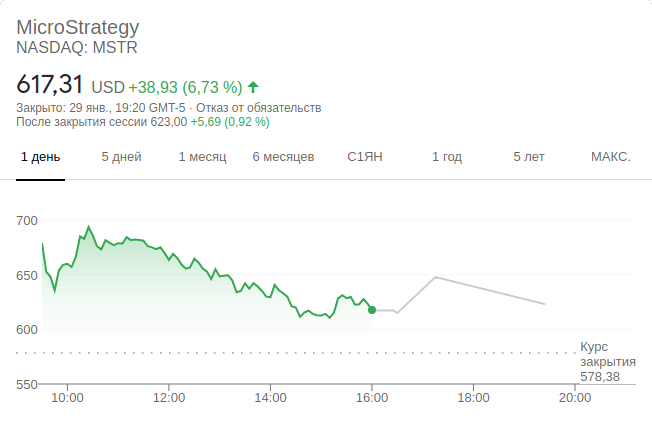 MicroStrategy
NASDAQ: MSTR
617,31 USD +38,93 (6,73 %)
Закрыто: 29 янв., 19:20 GMT-5 · Отказ от обязательств
После закрытия сессии 623,00 +5,69 (0,92 %)
1 день 5 дней 1 месяц 6 месяцев С1ЯН 1 год 5 лет МАКС.
700
650
600
Курс
закрытия
578,38
550
10:00 12:00 14:00 16:00 18:00 20:00